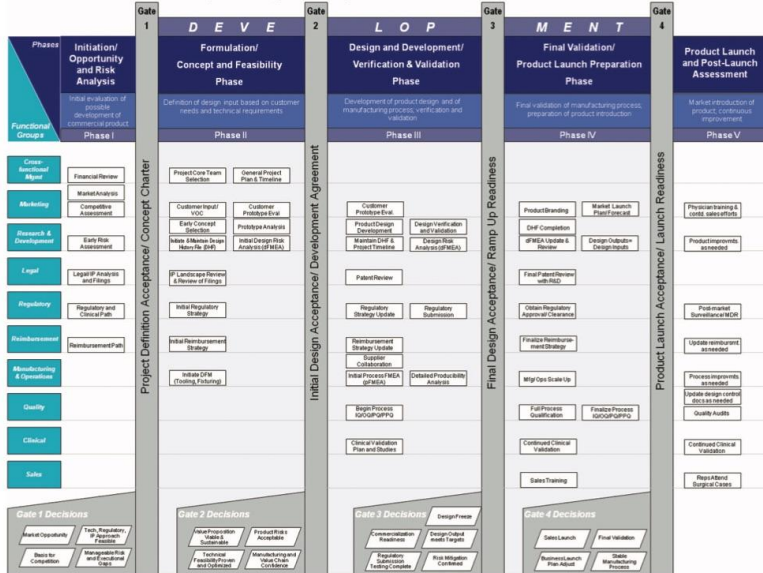 Gate
1
D E V E
Gate
2
L O P
Gate
3
M E N T
Gate
4
Phases
Functional
Groups
Initiation/
Opportunity
and Risk
Analysis
Initial evaluation of
possible
development of
commercial product
Phase I
Formulation/
Concept and Feasibility
Phase
Definition of design input based on customer
needs and technical requirements
Phase II
Design and Development/
Verification & Validation
Phase
Development of product design and of
manufacturing process; verification and
validation
Phase III
Final Validation/
Product Launch Preparation
Phase
Final validation of manufacturing process;
preparation of product introduction
Phase IV
Product Launch
and Post-Launch
Assessment
Market introduction of
product, continuous
improvement
Phase V
Project Definition Acceptance/ Concept Charter
Initial Design Acceptance/ Development Agreement
Final Design Acceptance/ Ramp Up Readiness
Product Launch Acceptance/ Launch Readiness
Cross-
functional
Mgmt
Financial Review
Project Core Team
Selection
General Project
Plan & Timeline
Marketing
Market Analysis
Competitive
Assessment
Customer Input/
VOC
Customer
Prototype Eval
Customer
Prototype Eval.
Product Branding
Market Launch
Plan/Forecast
Physician training &
contd. sales efforts
Research &
Development
Early Risk
Assessment
Early Concept
Selection
Prototype Analysis
Initiate & Maintain Design
History File (DHF)
Initial Design Risk
Analysis (dFMEA)
Product Design
Development
Design Verification
and Validation
Maintain DHF &
Project Timeline
Design Risk
Analysis (dFMEA)
DHF Completion
dFMEA Update &
Review
Design Outputs=
Design Inputs
Product improvmts.
as needed
Legal
Legal/IP Analysis
and Filings
IP Landscape Review
& Review of Filings
Patent Review
Final Patent Review
with R&D
Regulatory
Regulatory and
Clinical Path
Initial Regulatory
Strategy
Regulatory
Strategy Update
Regulatory
Submission
Obtain Regulatory
Approval/Clearance
Post-market
Surveillance/MDR
Reimbursement
Reimbursement Path
Initial Reimbursement
Strategy
Reimbursement
Strategy Update
Finalize Reimburse-
ment Strategy
Update reimbursmt.
as needed
Manufacturing
& Operations
Initiate DFM
(Tooling, Fixturing)
Supplier
Collaboration
Initial Process FMEA
(pFMEA)
Detailed Producibility
Analysis
Mfg/Ops Scale Up
Process improvmts.
as needed
Quality
Begin Process
IQ/OQ/PQ/PPQ
Full Process
Qualification
Finalize Process
IQ/OQ/PQ/PPQ
Update design control
docs as needed
Quality Audits
Clinical
Clinical Validation
Plan and Studies
Continued Clinical
Validation
Continued Clinical
Validation
Sales
Sales Training
Reps Attend
Surgical Cases
Gate 1 Decisions
Market Opportunity
Tech, Regulatory,
IP Approach
Feasible
Basis for
Competition
Manageable Risk
and Executional
Gaps
Gate 2 Decisions
Value Proposition
Viable &
Sustainable
Product Risks
Acceptable
Technical
Feasibility Proven
and Optimized
Manufacturing and
Value Chain
Confidence
Gate 3 Decisions
Design Freeze
Commercialization
Readiness
Design Output
meets Targets
Regulatory
Submission
Testing Complete
Risk Mitigation
Confirmed
Gate 4 Decisions
Sales Launch
Final Validation
Business Launch
Plan Adjust
Stable
Manufacturing
Process